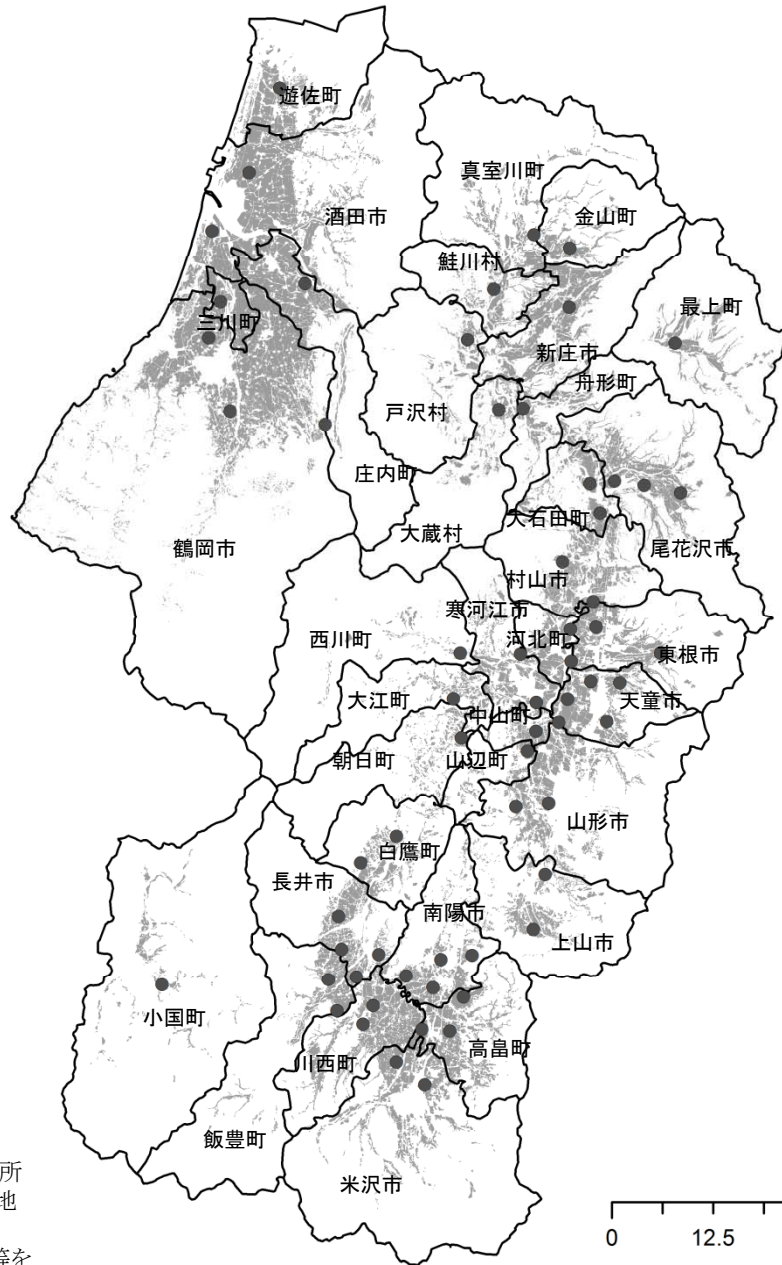 遊佐町
真室川町
金山町
酒田市
鮭川村
最上町
三川町
新庄市
舟形町
戸沢村
庄内町
大蔵村
大石田町
尾花沢市
鶴岡市
村山市
寒河江市
西川町
河北町
東根市
大江町
天童市
中山町
朝日町
山辺町
山形市
白鷹町
長井市
南陽市
上山市
小国町
高畠町
川西町
飯豊町
米沢市
所
地
等を
0 12.5